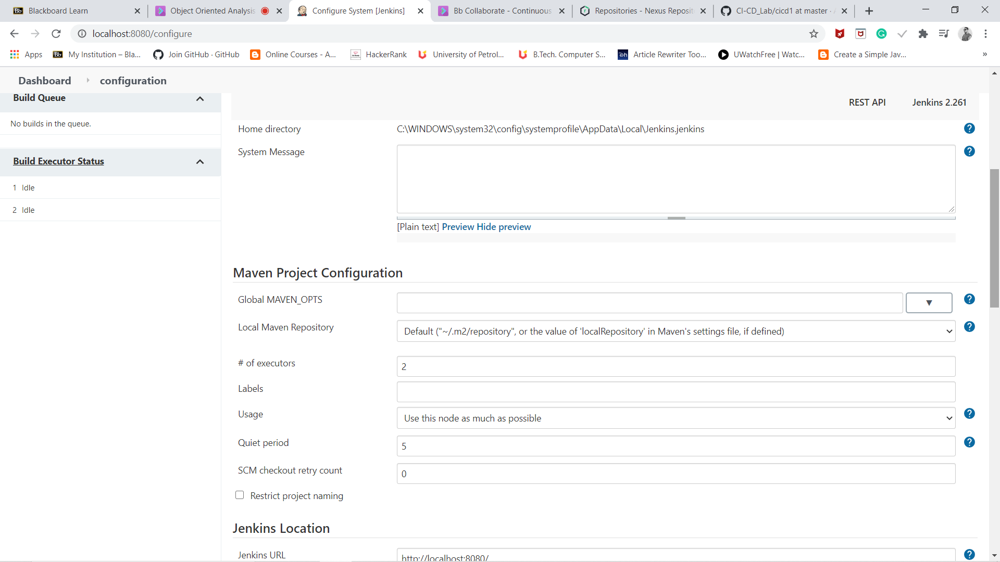 Blackboard Learn
Object Oriented Analysis
Configure System [Jenkins]
Bb Collaborate - Continuous
Repositories - Nexus Reposit
CI-CD_Lab/cicd1 at master ·
localhost:8080/configure
Apps
Bb My Institution – Bla...
Join GitHub · GitHub
Online Courses - A...
HackerRank
University of Petrol...
B.Tech. Computer S...
Article Rewriter Too...
UWatchFree | Watc...
Create a Simple Jav...
»
Dashboard
configuration
Build Queue
No builds in the queue.
Build Executor Status
1 Idle
2 Idle
REST API
Jenkins 2.261
Home directory
C:\WINDOWS\system32\config\systemprofile\AppData\Local\Jenkins.jenkins
System Message
[Plain text] Preview Hide preview
Maven Project Configuration
Global MAVEN_OPTS
Local Maven Repository
Default ("~/.m2/repository", or the value of 'localRepository' in Maven's settings file, if defined)
# of executors
2
Labels
Usage
Use this node as much as possible
Quiet period
5
SCM checkout retry count
0
Restrict project naming
Jenkins Location
Jenkins URL
http://localhost:8080/